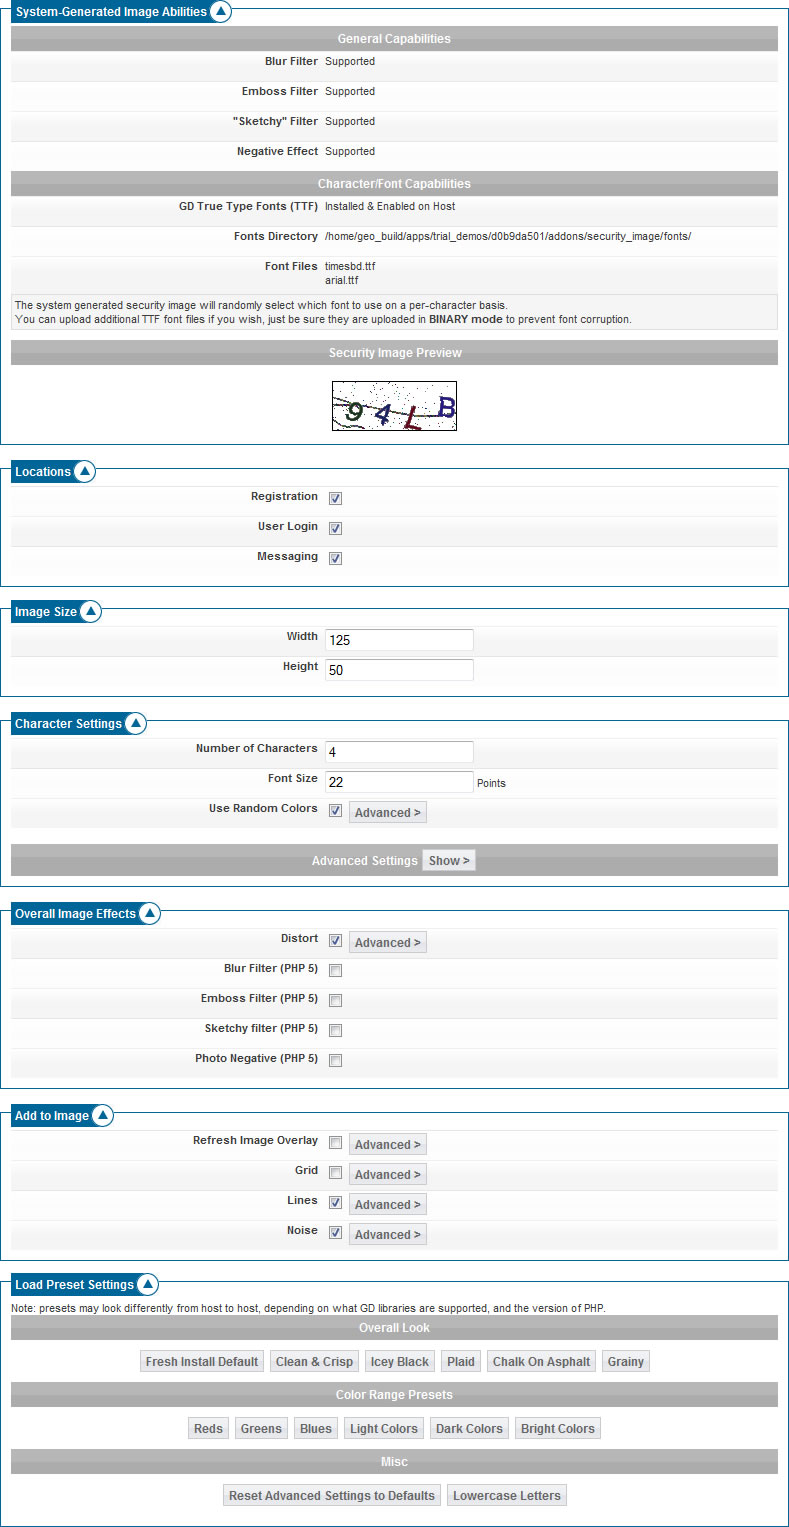 System-Generated Image Abilities
General Capabilities
Blur Filter Supported
Emboss Filter Supported
"Sketchy" Filter Supported
Negative Effect Supported
Character/Font Capabilities
GD True Type Fonts (TTF) Installed & Enabled on Host
Fonts Directory /home/geo_build/apps/trial_demos/d0b9da501/addons/security_image/fonts/
Font Files timesbd.ttf
arial.ttf
The system generated security image will randomly select which font to use on a per-character basis.
You can upload additional TTF font files if you wish, just be sure they are uploaded in BINARY mode to prevent font corruption.
Security Image Preview
94LB
Locations
Registration
User Login
Messaging
Image Size
Width 125
Height 50
Character Settings
Number of Characters 4
Font Size 22 Points
Use Random Colors Advanced >
Advanced Settings Show >
Overall Image Effects
Distort Advanced >
Blur Filter (PHP 5)
Emboss Filter (PHP 5)
Sketchy filter (PHP 5)
Photo Negative (PHP 5)
Add to Image
Refresh Image Overlay Advanced >
Grid Advanced >
Lines Advanced >
Noise Advanced >
Load Preset Settings
Note: presets may look differently from host to host, depending on what GD libraries are supported, and the version of PHP.
Overall Look
Fresh Install Default Clean & Crisp Icey Black Plaid Chalk On Asphalt Grainy
Color Range Presets
Reds Greens Blues Light Colors Dark Colors Bright Colors
Misc
Reset Advanced Settings to Defaults Lowercase Letters